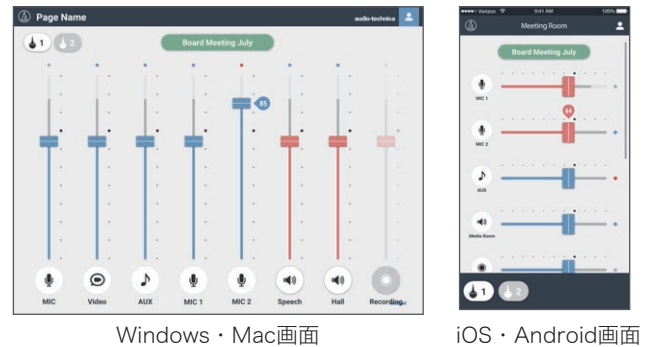 Page Name
audio-technica
1
2
Board Meeting July
85
MIC
Video
AUX
MIC 1
MIC 2
Speech
Hall
Recording
Windows・Mac画面
Verizon
9:41 AM
100%
Meeting Room
Board Meeting July
MIC 1
64
MIC 2
AUX
Media Room
1
2
iOS・Android画面